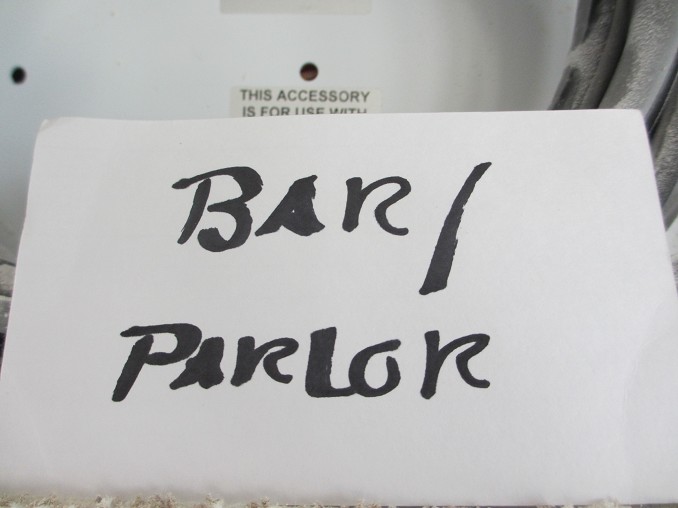 THIS ACCESSORY
IS FOR USE WITH
BAR/
PARLOR